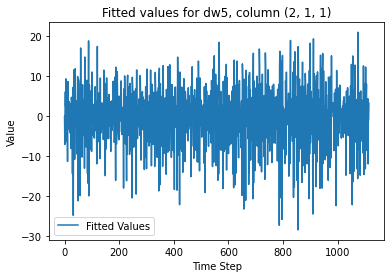 Fitted values for dw5, column (2, 1, 1)
Value
20
10
0
−10
−20
−30
Fitted Values
0 200 400 600 800 1000
Time Step